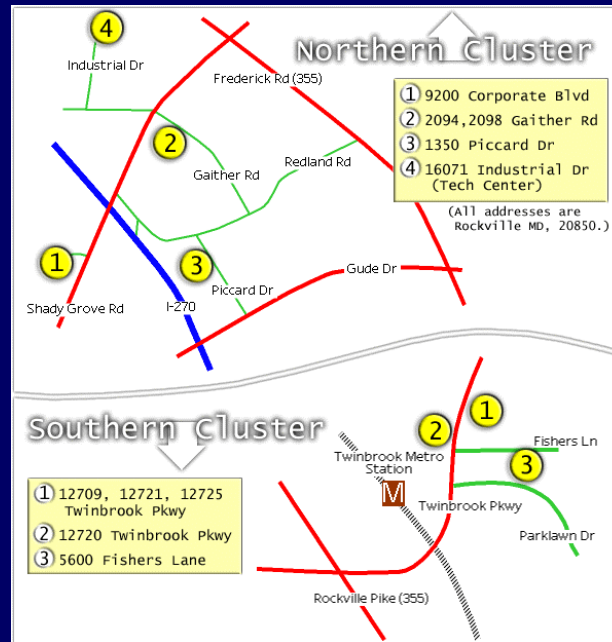 4
Northern Cluster
Industrial Dr
Frederick Rd (355)
1 9200 Corporate Blvd
2 2094,2098 Gaither Rd
3 1350 Piccard Dr
4 16071 Industrial Dr
(Tech Center)
2
Redland Rd
Gaither Rd
(All addresses are
Rockville MD, 20850.)
1
3
Gude Dr
Piccard Dr
Shady Grove Rd
I-270
Southern Cluster
1
2
Fishers Ln
Twinbrook Metro
Station
3
M
Twinbrook Pkwy
1 12709, 12721, 12725
Twinbrook Pkwy
2 12720 Twinbrook Pkwy
3 5600 Fishers Lane
Parklawn Dr
Rockville Pike (355)